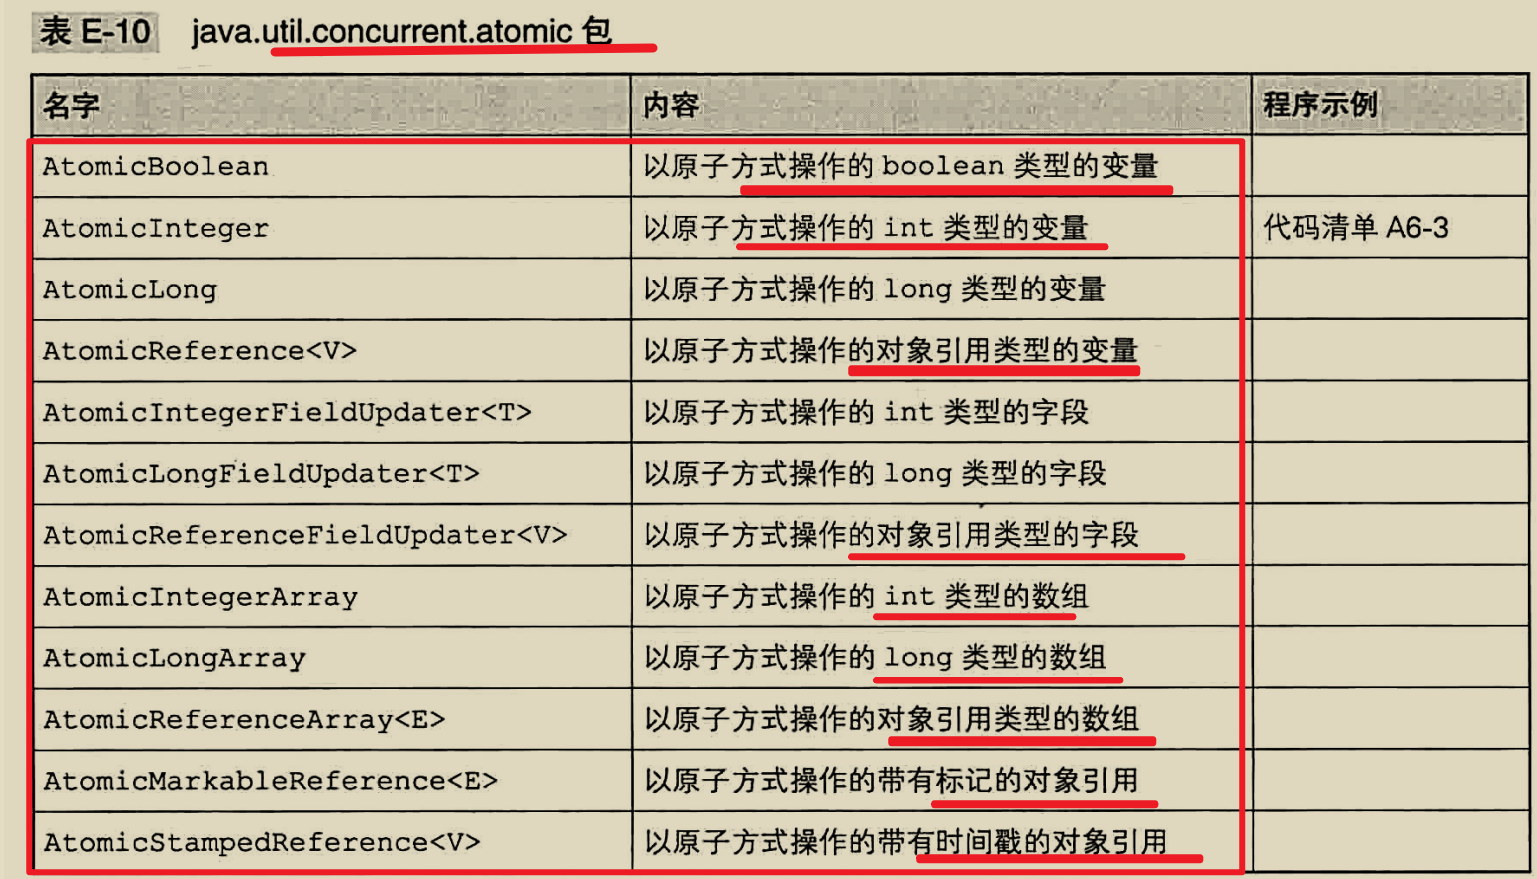 表 E-10 java.util.concurrent.atomic 包
名字 内容 程序示例
AtomicBoolean 以原子方式操作的 boolean 类型的变量
AtomicInteger 以原子方式操作的 int 类型的变量 代码清单 A6-3
AtomicLong 以原子方式操作的 long 类型的变量
AtomicReference<V> 以原子方式操作的对象引用类型的变量
AtomicIntegerFieldUpdater<T> 以原子方式操作的 int 类型的字段
AtomicLongFieldUpdater<T> 以原子方式操作的 long 类型的字段
AtomicReferenceFieldUpdater<V> 以原子方式操作的对象引用类型的字段
AtomicIntegerArray 以原子方式操作的 int 类型的数组
AtomicLongArray 以原子方式操作的 long 类型的数组
AtomicReferenceArray<E> 以原子方式操作的对象引用类型的数组
AtomicMarkableReference<E> 以原子方式操作的带有标记的对象引用
AtomicStampedReference<V> 以原子方式操作的带有时间戳的对象引用